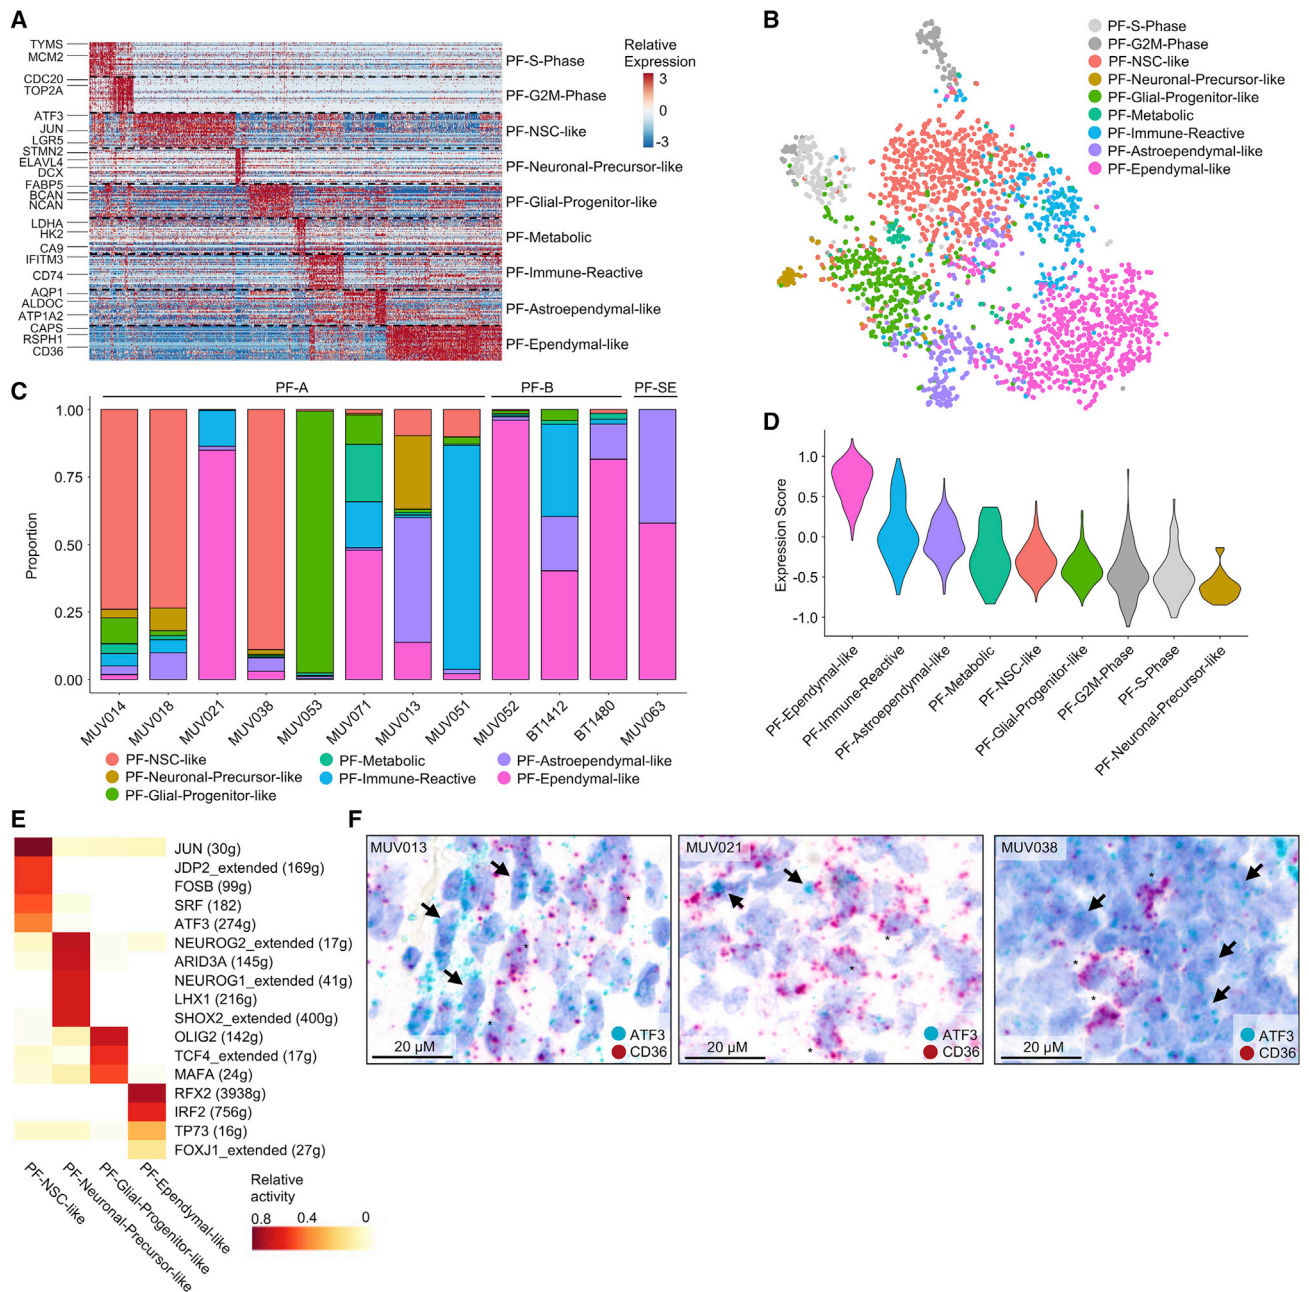 A
TYMS
MCM2
CDC20
TOP2A
ATF3
JUN
LGR5
STMN2
ELAVL4
DCX
FABP5
BCAN
NCAN
LDHA
HK2
CA9
IFITM3
CD74
AQP1
ALDOC
ATP1A2
CAPS
RSPH1
CD36
PF-S-Phase
PF-G2M-Phase
PF-NSC-like
PF-Neuronal-Precursor-like
PF-Glial-Progenitor-like
PF-Metabolic
PF-Immune-Reactive
PF-Astroependymal-like
PF-Ependymal-like
Relative
Expression
3
0
-3
B
PF-S-Phase
PF-G2M-Phase
PF-NSC-like
PF-Neuronal-Precursor-like
PF-Glial-Progenitor-like
PF-Metabolic
PF-Immune-Reactive
PF-Astroependymal-like
PF-Ependymal-like
C
PF-A
PF-B
PF-SE
Proportion
1.00
0.75
0.50
0.25
0.00
MUV014
MUV018
MUV021
MUV038
MUV053
MUV071
MUV013
MUV051
MUV052
BT1412
BT1480
MUV063
PF-NSC-like
PF-Neuronal-Precursor-like
PF-Glial-Progenitor-like
PF-Metabolic
PF-Immune-Reactive
PF-Astroependymal-like
PF-Ependymal-like
D
Expression Score
1.0
0.5
0.0
-0.5
-1.0
PF-Ependymal-like
PF-Immune-Reactive
PF-Astroependymal-like
PF-Metabolic
PF-NSC-like
PF-Glial-Progenitor-like
PF-G2M-Phase
PF-S-Phase
PF-Neuronal-Precursor-like
E
JUN (30g)
JDP2_extended (169g)
FOSB (99g)
SRF (182)
ATF3 (274g)
NEUROG2_extended (17g)
ARID3A (145g)
NEUROG1_extended (41g)
LHX1 (216g)
SHOX2_extended (400g)
OLIG2 (142g)
TCF4_extended (17g)
MAFA (24g)
RFX2 (3938g)
IRF2 (756g)
TP73 (16g)
FOXJ1_extended (27g)
PF-NSC-like
PF-Neuronal-Precursor-like
PF-Glial-Progenitor-like
PF-Ependymal-like
Relative
activity
0.8 0.4 0
F
MUV013
*
*
*
20 µM
ATF3
CD36
MUV021
*
*
*
20 µM
ATF3
CD36
MUV038
*
*
*
20 µM
ATF3
CD36